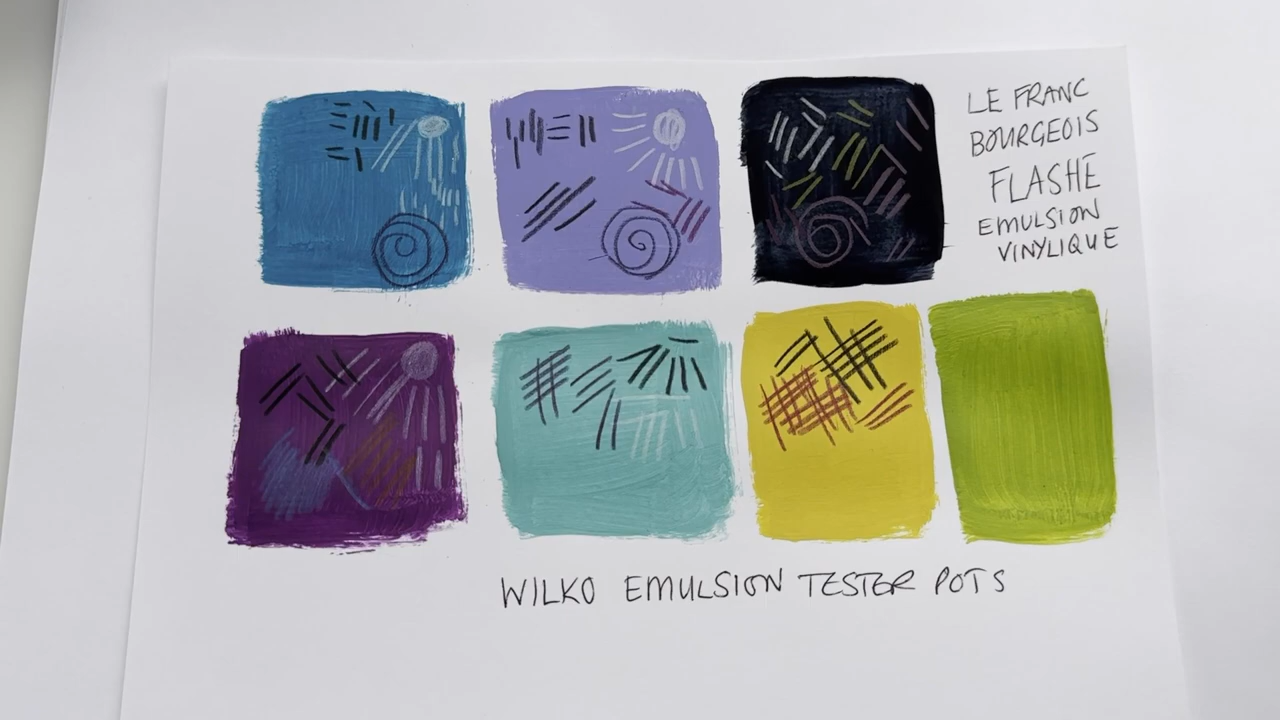 LE FRANC
BOURGEOIS
FLASHE
EMULSION
VINYLIQUE
WILKO EMULSION TESTER POTS